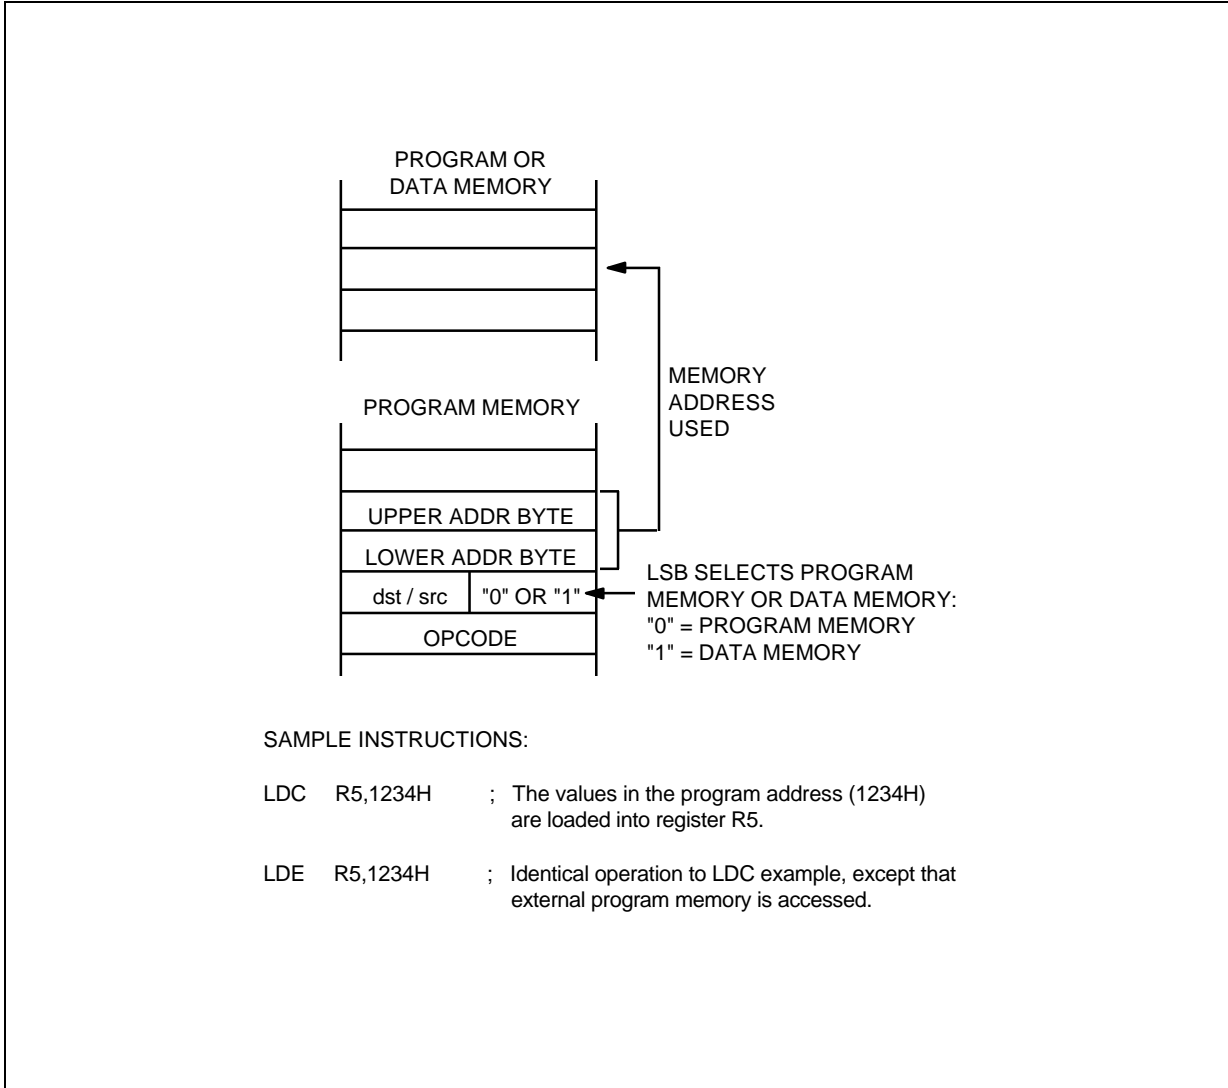 PROGRAM OR
DATA MEMORY
MEMORY
ADDRESS
USED
PROGRAM MEMORY
UPPER ADDR BYTE
LOWER ADDR BYTE
dst / src
"0" OR "1"
OPCODE
LSB SELECTS PROGRAM
MEMORY OR DATA MEMORY:
"0" = PROGRAM MEMORY
"1" = DATA MEMORY
SAMPLE INSTRUCTIONS:
LDC R5,1234H ; The values in the program address (1234H)
are loaded into register R5.
LDE R5,1234H ; Identical operation to LDC example, except that
external program memory is accessed.